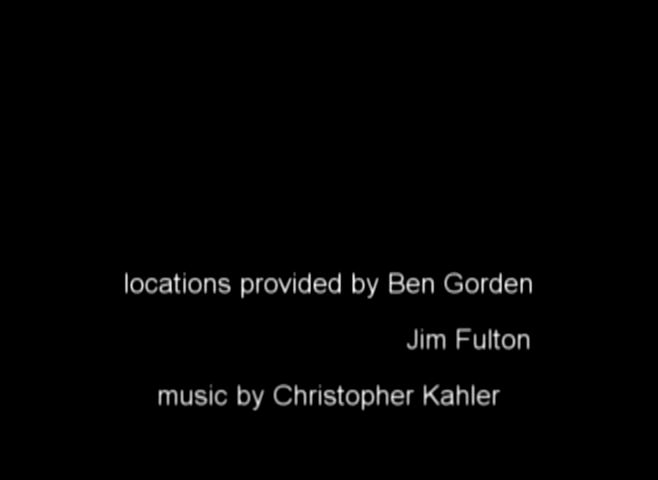 locations provided by Ben Gorden
Jim Fulton
music by Christopher Kahler